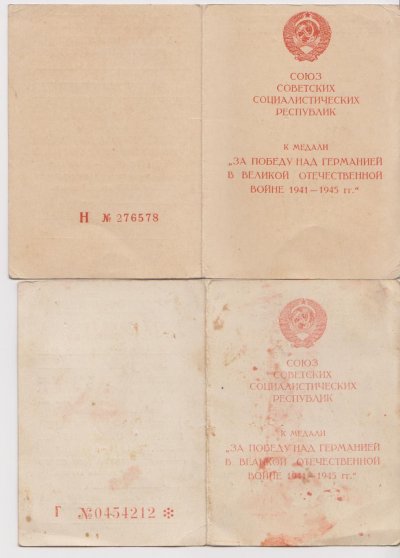 СОЮЗ
СОВЕТСКИХ
СОЦИАЛИСТИЧЕСКИХ
РЕСПУБЛИК
К МЕДАЛИ
„ЗА ПОБЕДУ НАД ГЕРМАНИЕЙ
В ВЕЛИКОЙ ОТЕЧЕСТВЕННОЙ
ВОЙНЕ 1941—1945 гг.“
Н № 276578
СОЮЗ
СОВЕТСКИХ
СОЦИАЛИСТИЧЕСКИХ
РЕСПУБЛИК
К МЕДАЛИ
„ЗА ПОБЕДУ НАД ГЕРМАНИЕЙ
В ВЕЛИКОЙ ОТЕЧЕСТВЕННОЙ
ВОЙНЕ 1941—1945 гг.“
Г №0454212 ✻